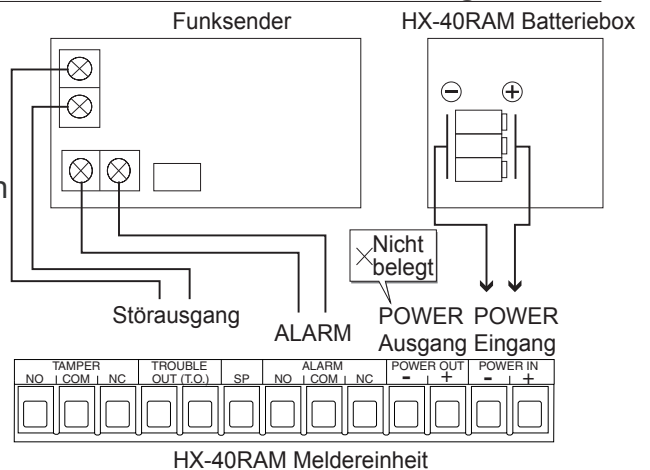 Funksender
HX-40RAM Batteriebox
− +
n
Nicht
belegt
Störausgang
ALARM
POWER POWER
Ausgang Eingang
TAMPER TROUBLE ALARM POWER OUT POWER IN
NO COM NC OUT (T.O.) SP NO COM NC − + − +
HX-40RAM Meldereinheit